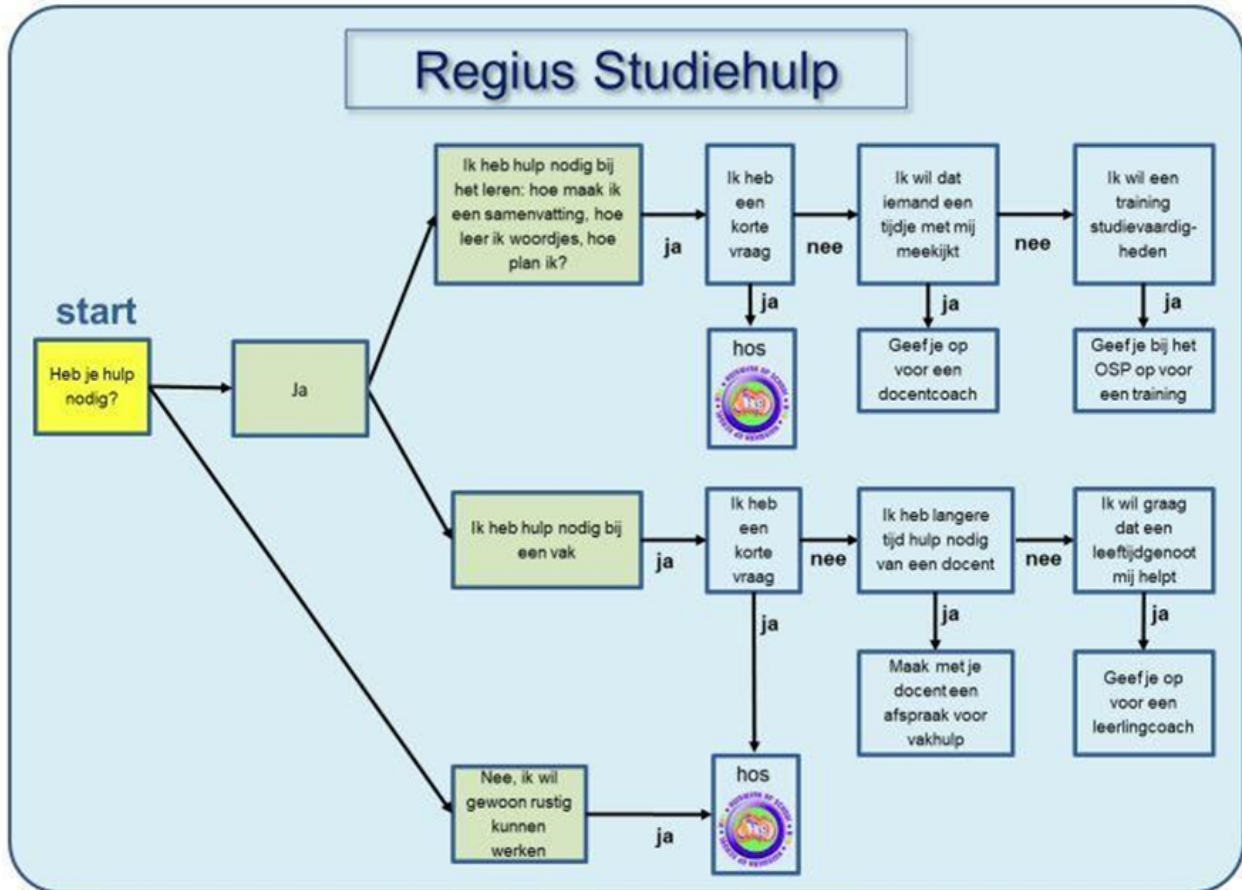 Regius Studiehulp
Ik heb hulp nodig bij
het leren: hoe maak ik
een samenvatting, hoe
leer ik woordjes, hoe
plan ik?
ja
Ik heb
een
korte
vraag
nee
Ik wil dat
iemand een
tijdje met mij
meekijkt
nee
Ik wil een
training
studievaardig-
heden
ja
ja
ja
start
Heb je hulp
nodig?
Ja
hos
HUISWERK OP SCHOOL
Geef je op
voor een
docentcoach
Geef je bij het
OSP op voor
een training
Ik heb hulp nodig bij
een vak
ja
Ik heb
een
korte
vraag
nee
Ik heb langere
tijd hulp nodig
van een docent
nee
Ik wil graag
dat een
leeftijdgenoot
mij helpt
ja
ja
ja
Maak met je
docent een
afspraak voor
vakhulp
Geef je op
voor een
leerlingcoach
Nee, ik wil
gewoon rustig
kunnen
werken
ja
hos
HUISWERK OP SCHOOL